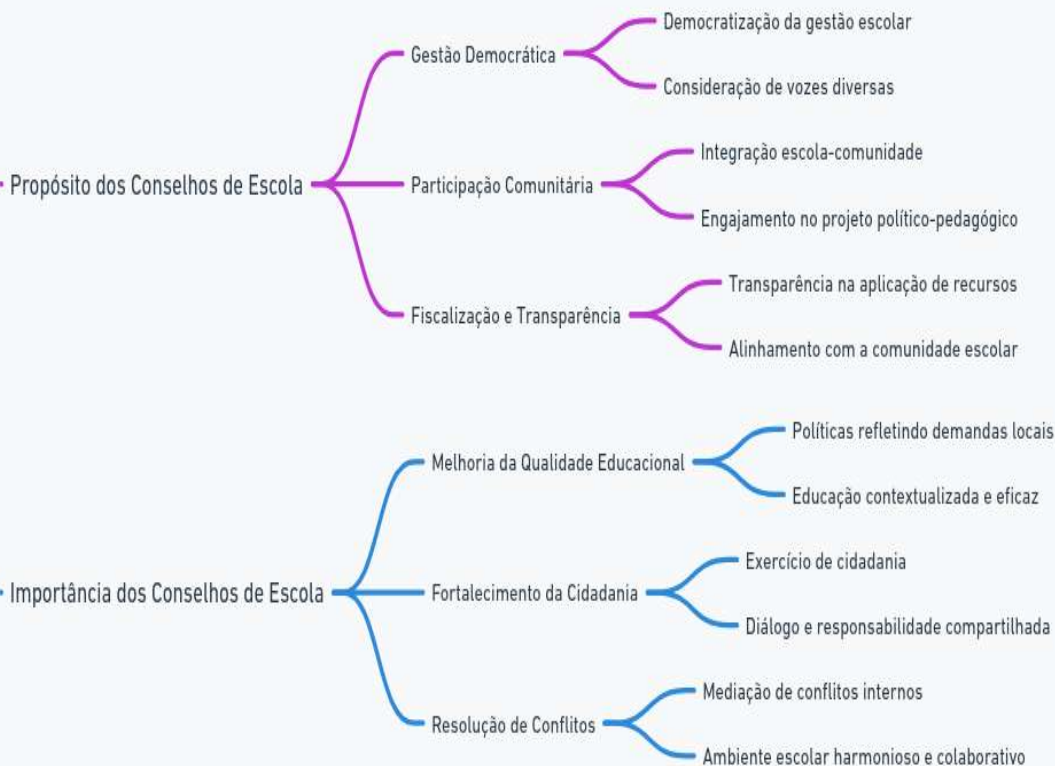 Propósito dos Conselhos de Escola
Gestão Democrática
Democratização da gestão escolar
Consideração de vozes diversas
Participação Comunitária
Integração escola-comunidade
Engajamento no projeto político-pedagógico
Fiscalização e Transparência
Transparência na aplicação de recursos
Alinhamento com a comunidade escolar
Importância dos Conselhos de Escola
Melhoria da Qualidade Educacional
Políticas refletindo demandas locais
Educação contextualizada e eficaz
Fortalecimento da Cidadania
Exercício de cidadania
Diálogo e responsabilidade compartilhada
Resolução de Conflitos
Mediação de conflitos internos
Ambiente escolar harmonioso e colaborativo